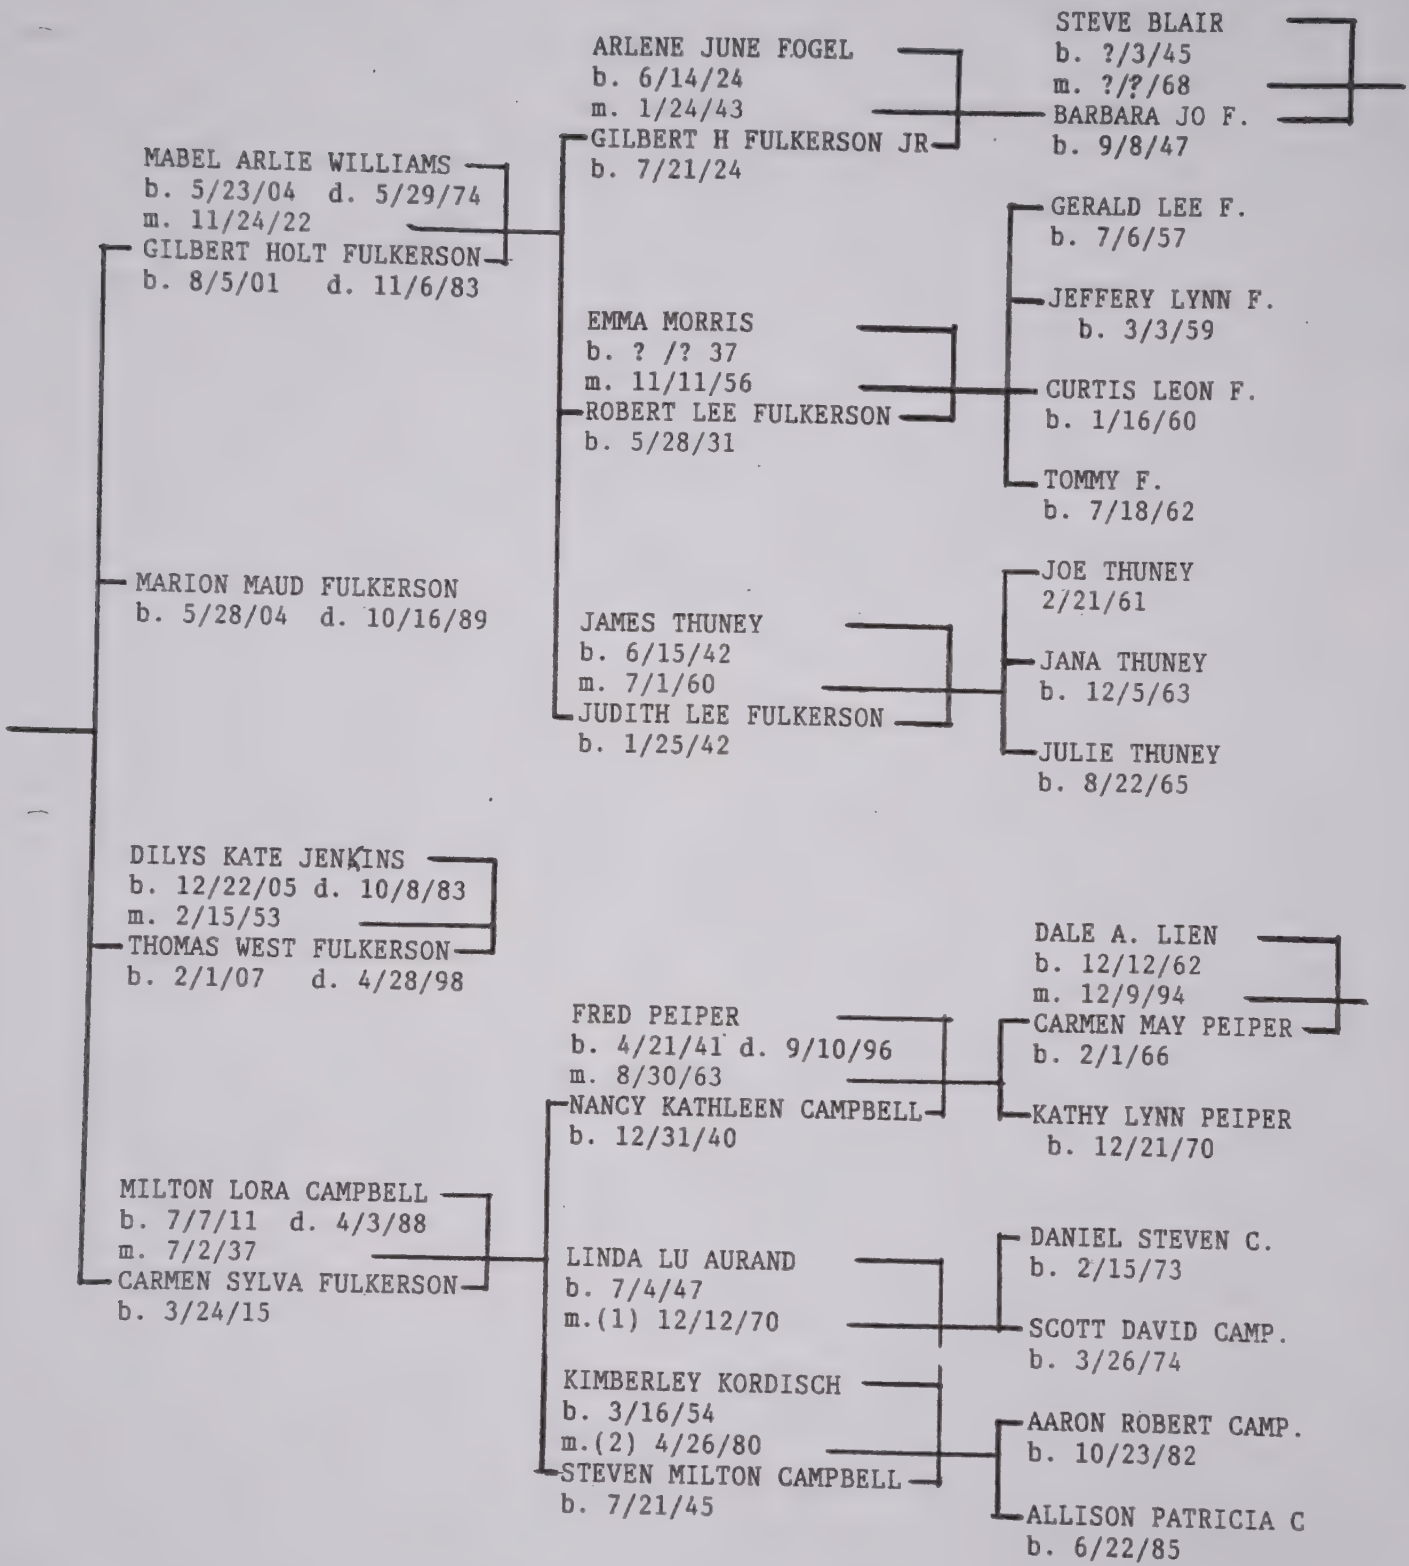 MABEL ARLIE WILLIAMS
b. 5/23/04 d. 5/29/74
m. 11/24/22
GILBERT HOLT FULKERSON
b. 8/5/01 d. 11/6/83
MARION MAUD FULKERSON
b. 5/28/04 d. 10/16/89
DILYS KATE JENKINS
b. 12/22/05 d. 10/8/83
m. 2/15/53
THOMAS WEST FULKERSON
b. 2/1/07 d. 4/28/98
MILTON LORA CAMPBELL
b. 7/7/11 d. 4/3/88
m. 7/2/37
CARMEN SYLVA FULKERSON
b. 3/24/15
ARLENE JUNE FOGEL
b. 6/14/24
m. 1/24/43
GILBERT H FULKERSON JR
b. 7/21/24
EMMA MORRIS
b. ? /? 37
m. 11/11/56
ROBERT LEE FULKERSON
b. 5/28/31
JAMES THUNEY
b. 6/15/42
m. 7/1/60
JUDITH LEE FULKERSON
b. 1/25/42
FRED PEIPER
b. 4/21/41 d. 9/10/96
m. 8/30/63
NANCY KATHLEEN CAMPBELL
b. 12/31/40
LINDA LU AURAND
b. 7/4/47
m.(1) 12/12/70
KIMBERLEY KORDISCH
b. 3/16/54
m.(2) 4/26/80
STEVEN MILTON CAMPBELL
b. 7/21/45
STEVE BLAIR
b. ?/3/45
m. ?/?/68
BARBARA JO F.
b. 9/8/47
GERALD LEE F.
b. 7/6/57
JEFFERY LYNN F.
b. 3/3/59
CURTIS LEON F.
b. 1/16/60
TOMMY F.
b. 7/18/62
JOE THUNEY
2/21/61
JANA THUNEY
b. 12/5/63
JULIE THUNEY
b. 8/22/65
DALE A. LIEN
b. 12/12/62
m. 12/9/94
CARMEN MAY PEIPER
b. 2/1/66
KATHY LYNN PEIPER
b. 12/21/70
DANIEL STEVEN C.
b. 2/15/73
SCOTT DAVID CAMP.
b. 3/26/74
AARON ROBERT CAMP.
b. 10/23/82
ALLISON PATRICIA C
b. 6/22/85